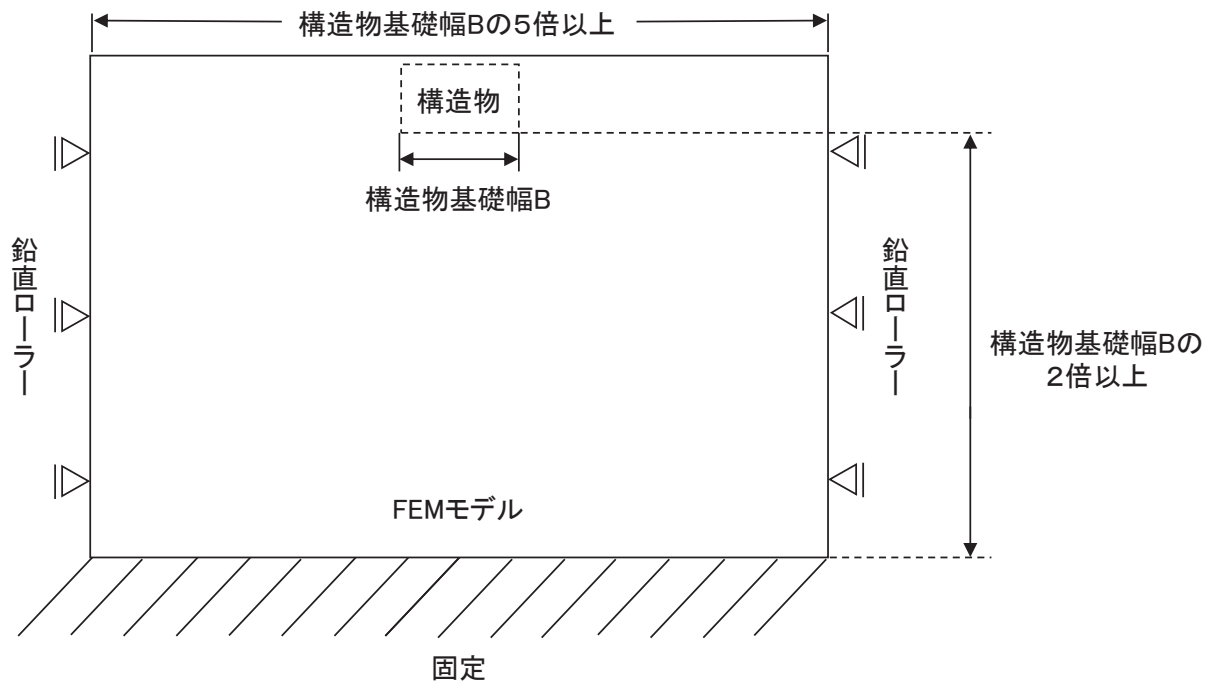 構造物基礎幅Bの5倍以上
構造物
構造物基礎幅B
鉛直ローラー
鉛直ローラー
構造物基礎幅Bの
2倍以上
FEMモデル
固定